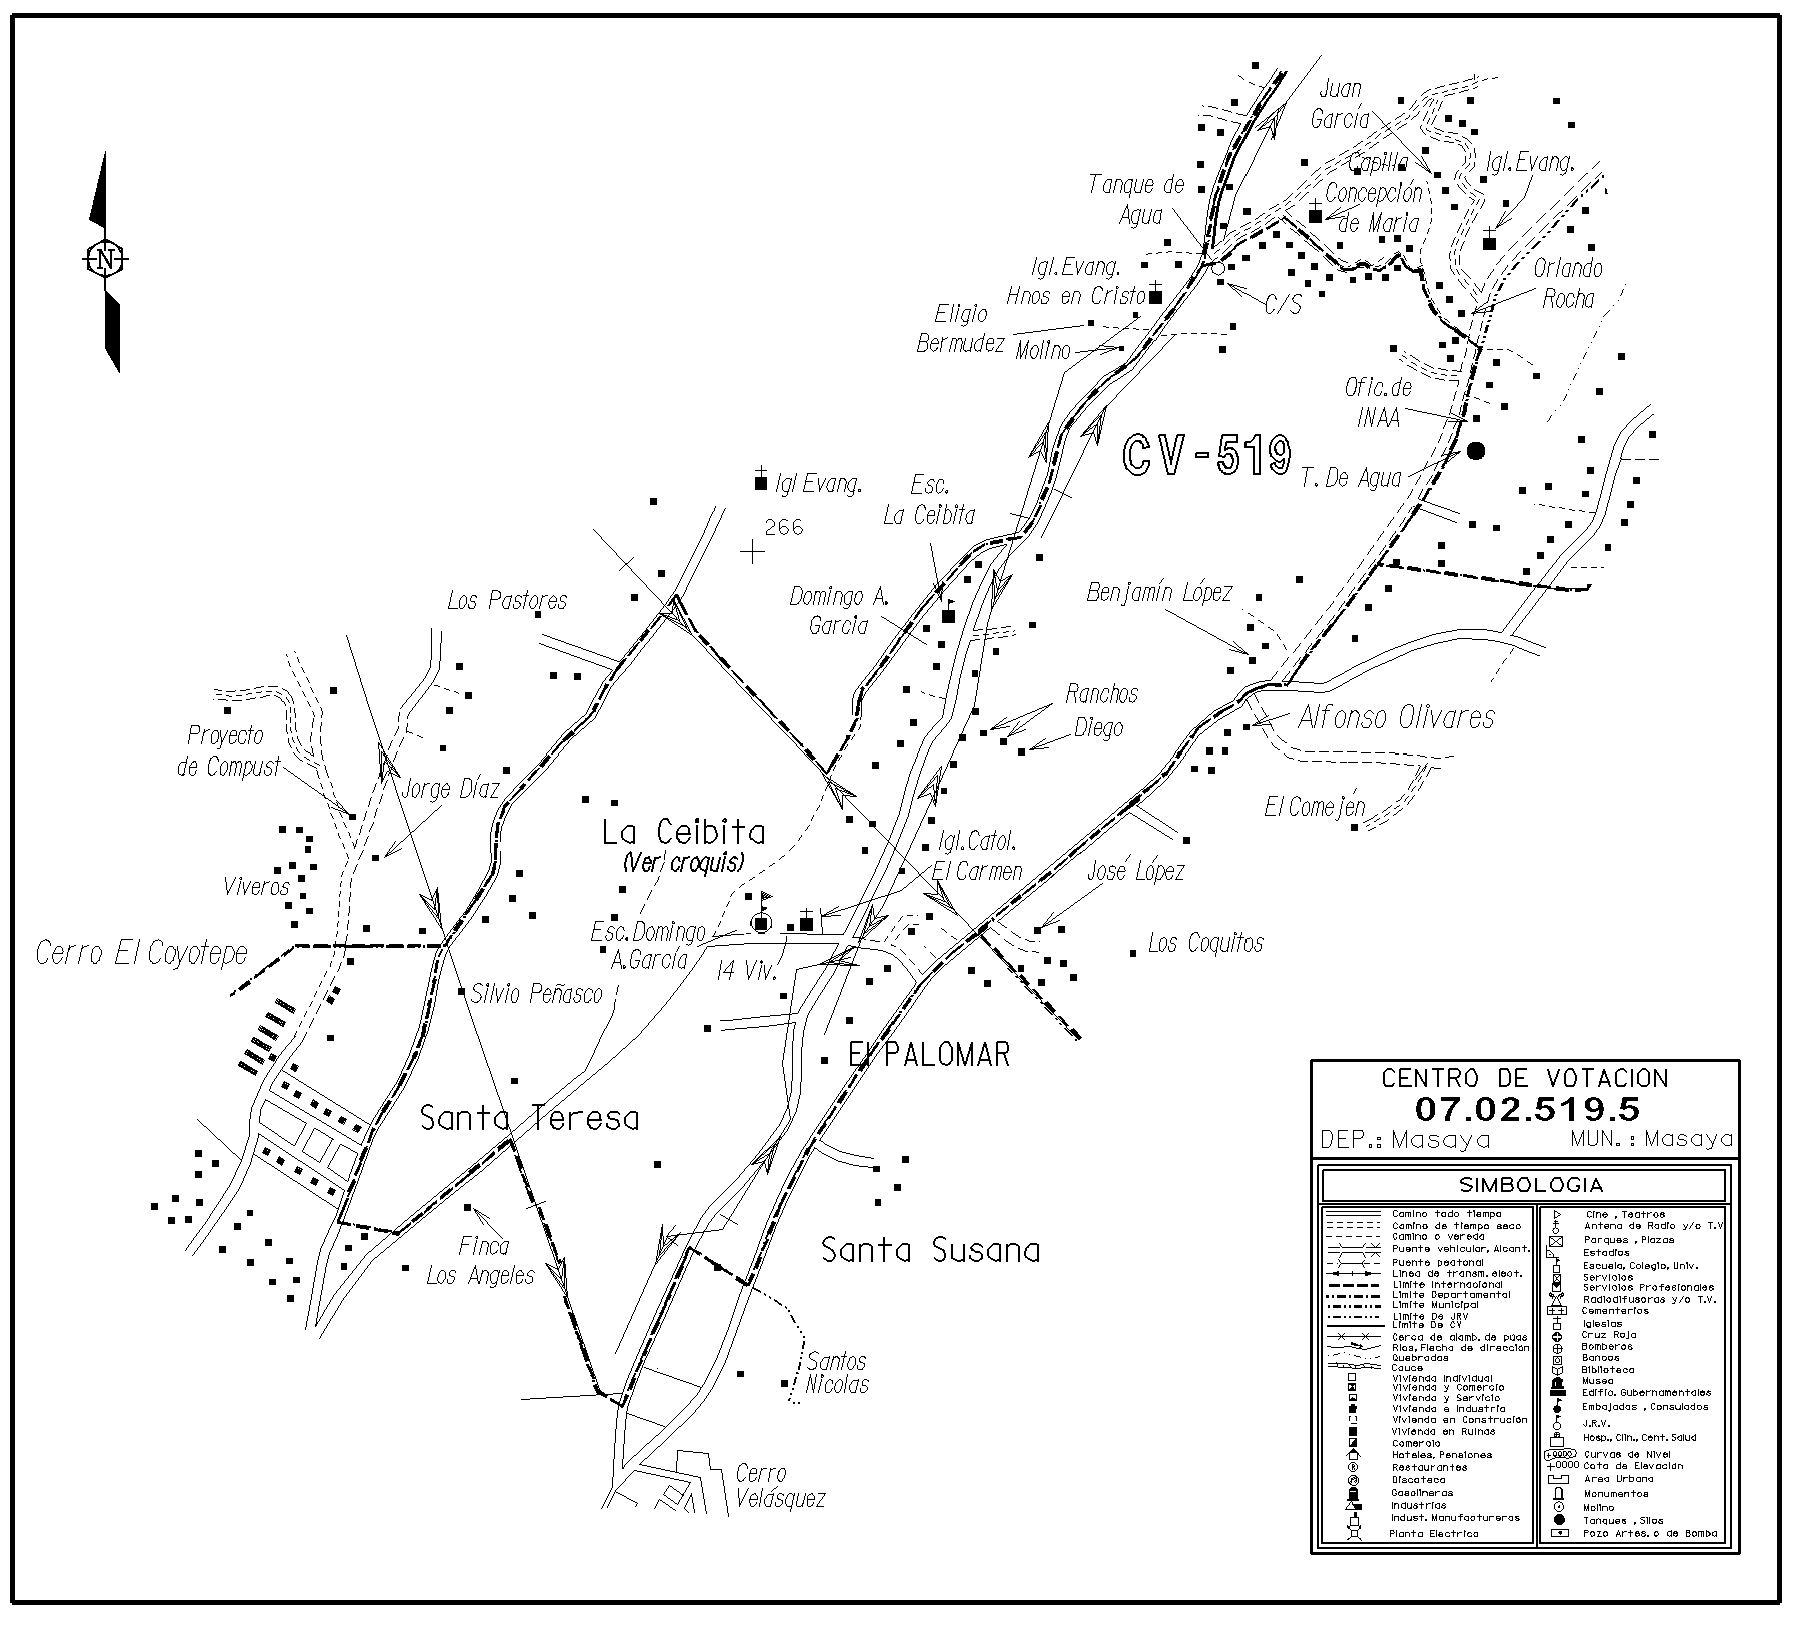 Juan
García
Capilla
Concepción
de Maria
Igl.Evang.
Tanque de
Agua
N
Igl.Evang.
Hnos en Cristo
Orlando
Rocha
C/S
Eligio
Bermudez
Molino
Ofic.de
INAA
CV-519
T. De Agua
Igl Evang.
Esc.
La Ceibita
266
Los Pastores
Domingo A.
Garcia
Benjamín López
Ranchos
Diego
Alfonso Olivares
Proyecto
de Compust
Jorge Díaz
El Comején
La Ceibita
(Ver croquis)
Igl.Catol.
El Carmen
José López
Viveros
Esc.Domingo
A.García
14 Viv.
Los Coquitos
Cerro El Coyotepe
Silvio Peñasco
El PALOMAR
Santa Teresa
Finca
Los Angeles
Santa Susana
Santos
Nicolas
Cerro
Velásquez
CENTRO DE VOTACION
07.02.519.5
DEP.: Masaya MUN.: Masaya
SIMBOLOGIA
Camino todo tiempo
Camino de tiempo seco
Camino o vereda
Puente vehicular, Alcant.
Puente peatonal
Linea de transm. elect.
Limite Internacional
Limite Departamental
Limite Municipal
Limite De JRV
Limite De CV
Cerca de alamb. de púas
Rios, Flecha de dirección
Quebradas
Cauce
Vivienda Individual
Vivienda y Comercio
Vivienda y Servicio
Vivienda e Industria
Vivienda en Construción
Vivienda en Ruinas
Comercio
Hoteles, Pensiones
Restaurantes
Discoteca
Gasolineras
Industrias
Indust. Manufactureras
Planta Electrica
Cine , Teatros
Antena de Radio y/o T.V
Parques , Plazas
Estadios
Escuela, Colegio, Univ.
Servicios
Servicios Profesionales
Radiodifusoras y/o T.V.
Cementerios
Iglesias
Cruz Roja
Bomberos
Bancos
Biblioteca
Museo
Edific. Gubernamentales
Embajadas , Consulados
J.R.V.
Hosp., Clin., Cent. Salud
Curvas de Nivel
+0000 Cota de Elevación
Area Urbana
Monumentos
Molino
Tanques , Silos
Pozo Artes. o de Bomba